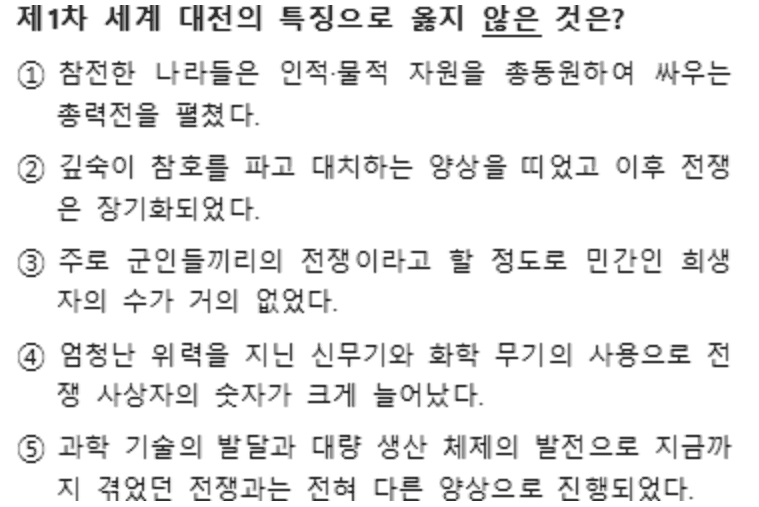 제1차 세계 대전의 특징으로 옳지 않은 것은?
① 참전한 나라들은 인적·물적 자원을 총동원하여 싸우는
총력전을 펼쳤다.
② 깊숙이 참호를 파고 대치하는 양상을 띠었고 이후 전쟁
은 장기화되었다.
③ 주로 군인들끼리의 전쟁이라고 할 정도로 민간인 희생
자의 수가 거의 없었다.
④ 엄청난 위력을 지닌 신무기와 화학 무기의 사용으로 전
쟁 사상자의 숫자가 크게 늘어났다.
⑤ 과학 기술의 발달과 대량 생산 체제의 발전으로 지금까
지 겪었던 전쟁과는 전혀 다른 양상으로 진행되었다.